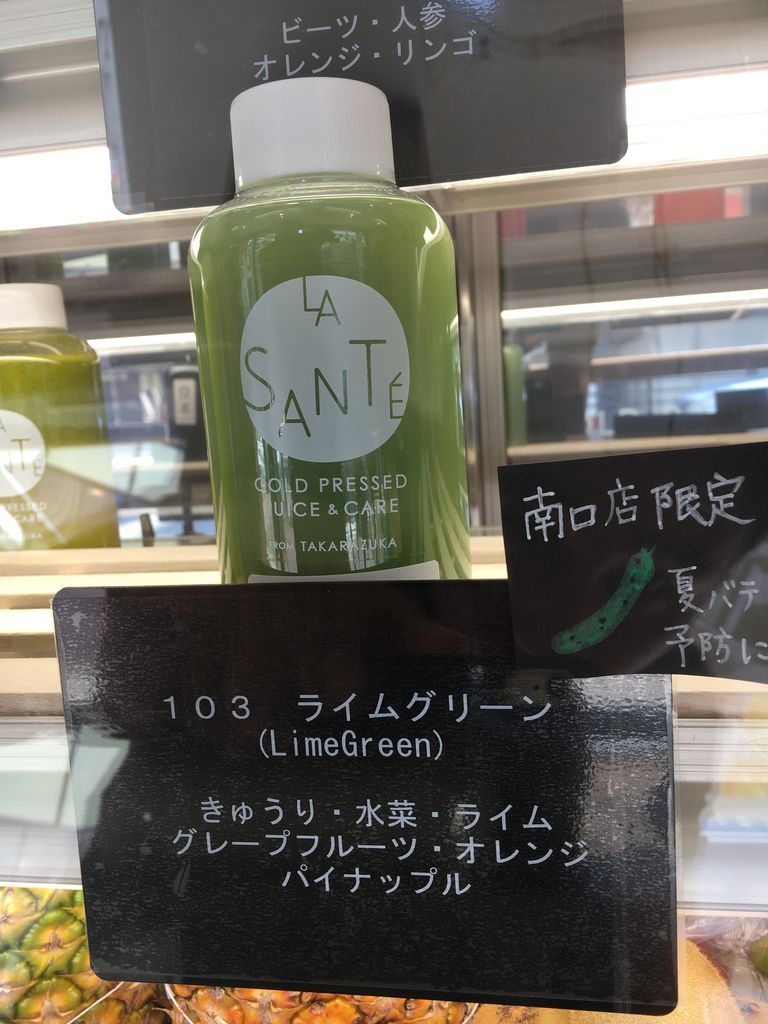 ビーツ・人参
オレンジ・リンゴ
LA
SANTÉ
COLD PRESSED
JUICE & CARE
FROM TAKARAZUKA
南口店限定
夏バテ
予防に
１０３　ライムグリーン
(LimeGreen)
きゅうり・水菜・ライム
グレープフルーツ・オレンジ
パイナップル